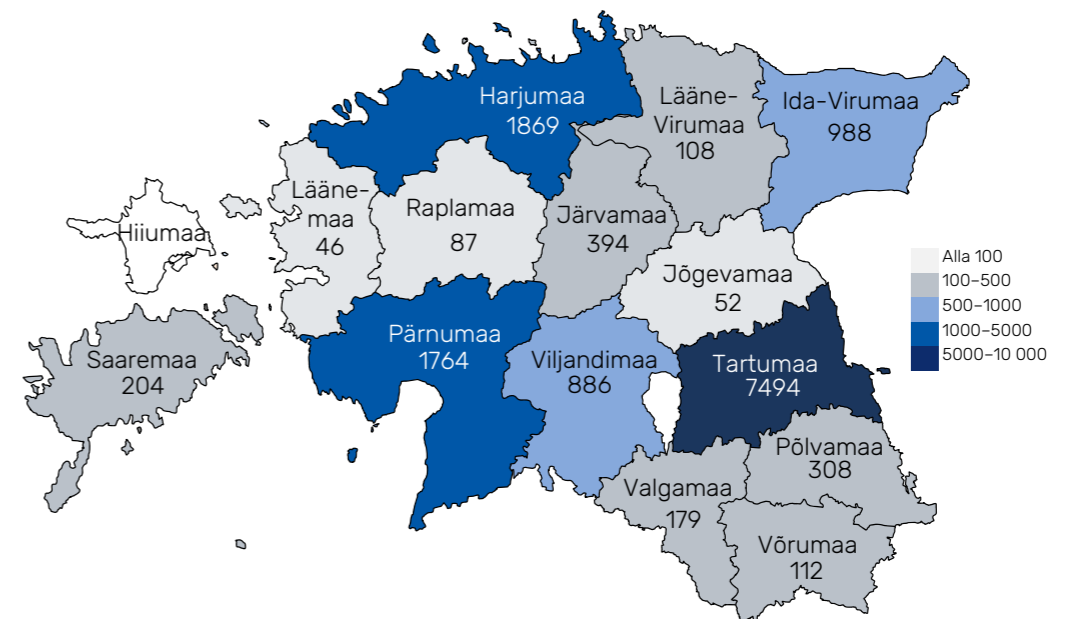 Harjumaa
1869
Lääne-
Virumaa
108
Ida-Virumaa
988
Lääne-
maa
46
Raplamaa
87
Järvamaa
394
Hiiumaa
Jõgevamaa
52
Alla 100
100–500
500–1000
1000–5000
5000–10 000
Saaremaa
204
Pärnumaa
1764
Viljandimaa
886
Tartumaa
7494
Põlvamaa
308
Valgamaa
179
Võrumaa
112